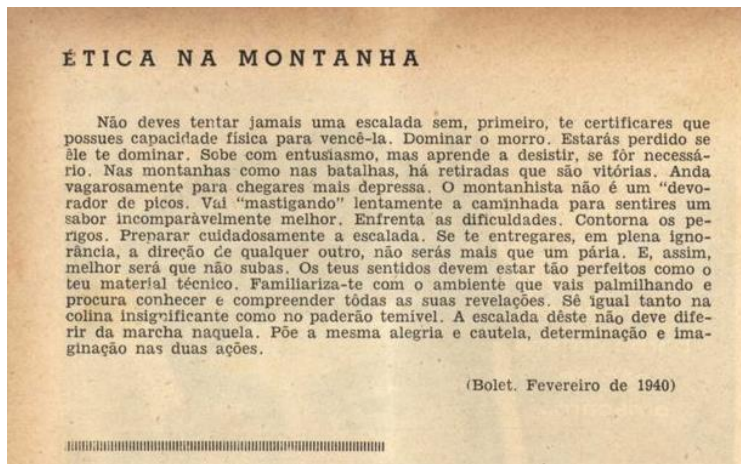 ÉTICA NA MONTANHA
Não deves tentar jamais uma escalada sem, primeiro, te certificares que
possues capacidade física para vencê-la. Dominar o morro. Estarás perdido se
êle te dominar. Sobe com entusiasmo, mas aprende a desistir, se fôr necessá-
rio. Nas montanhas como nas batalhas, há retiradas que são vitórias. Anda
vagarosamente para chegares mais depressa. O montanhista não é um "devo-
rador de picos. Vai "mastigando" lentamente a caminhada para sentires um
sabor incomparàvelmente melhor. Enfrenta as dificuldades. Contorna os pe-
rigos. Preparar cuidadosamente a escalada. Se te entregares, em plena igno-
rância, a direção de qualquer outro, não serás mais que um pária. E, assim,
melhor será que não subas. Os teus sentidos devem estar tão perfeitos como o
teu material técnico. Familiariza-te com o ambiente que vais palmilhando e
procura conhecer e compreender tôdas as suas revelações. Sê igual tanto na
colina insignificante como no paderão temível. A escalada dêste não deve dife-
rir da marcha naquela. Põe a mesma alegria e cautela, determinação e ima-
ginação nas duas ações.
(Bolet. Fevereiro de 1940)